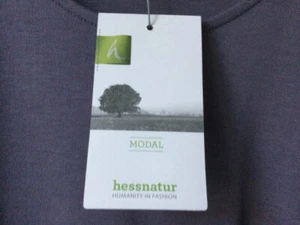 h
MODAL
hessnatur
HUMANITY IN FASHION